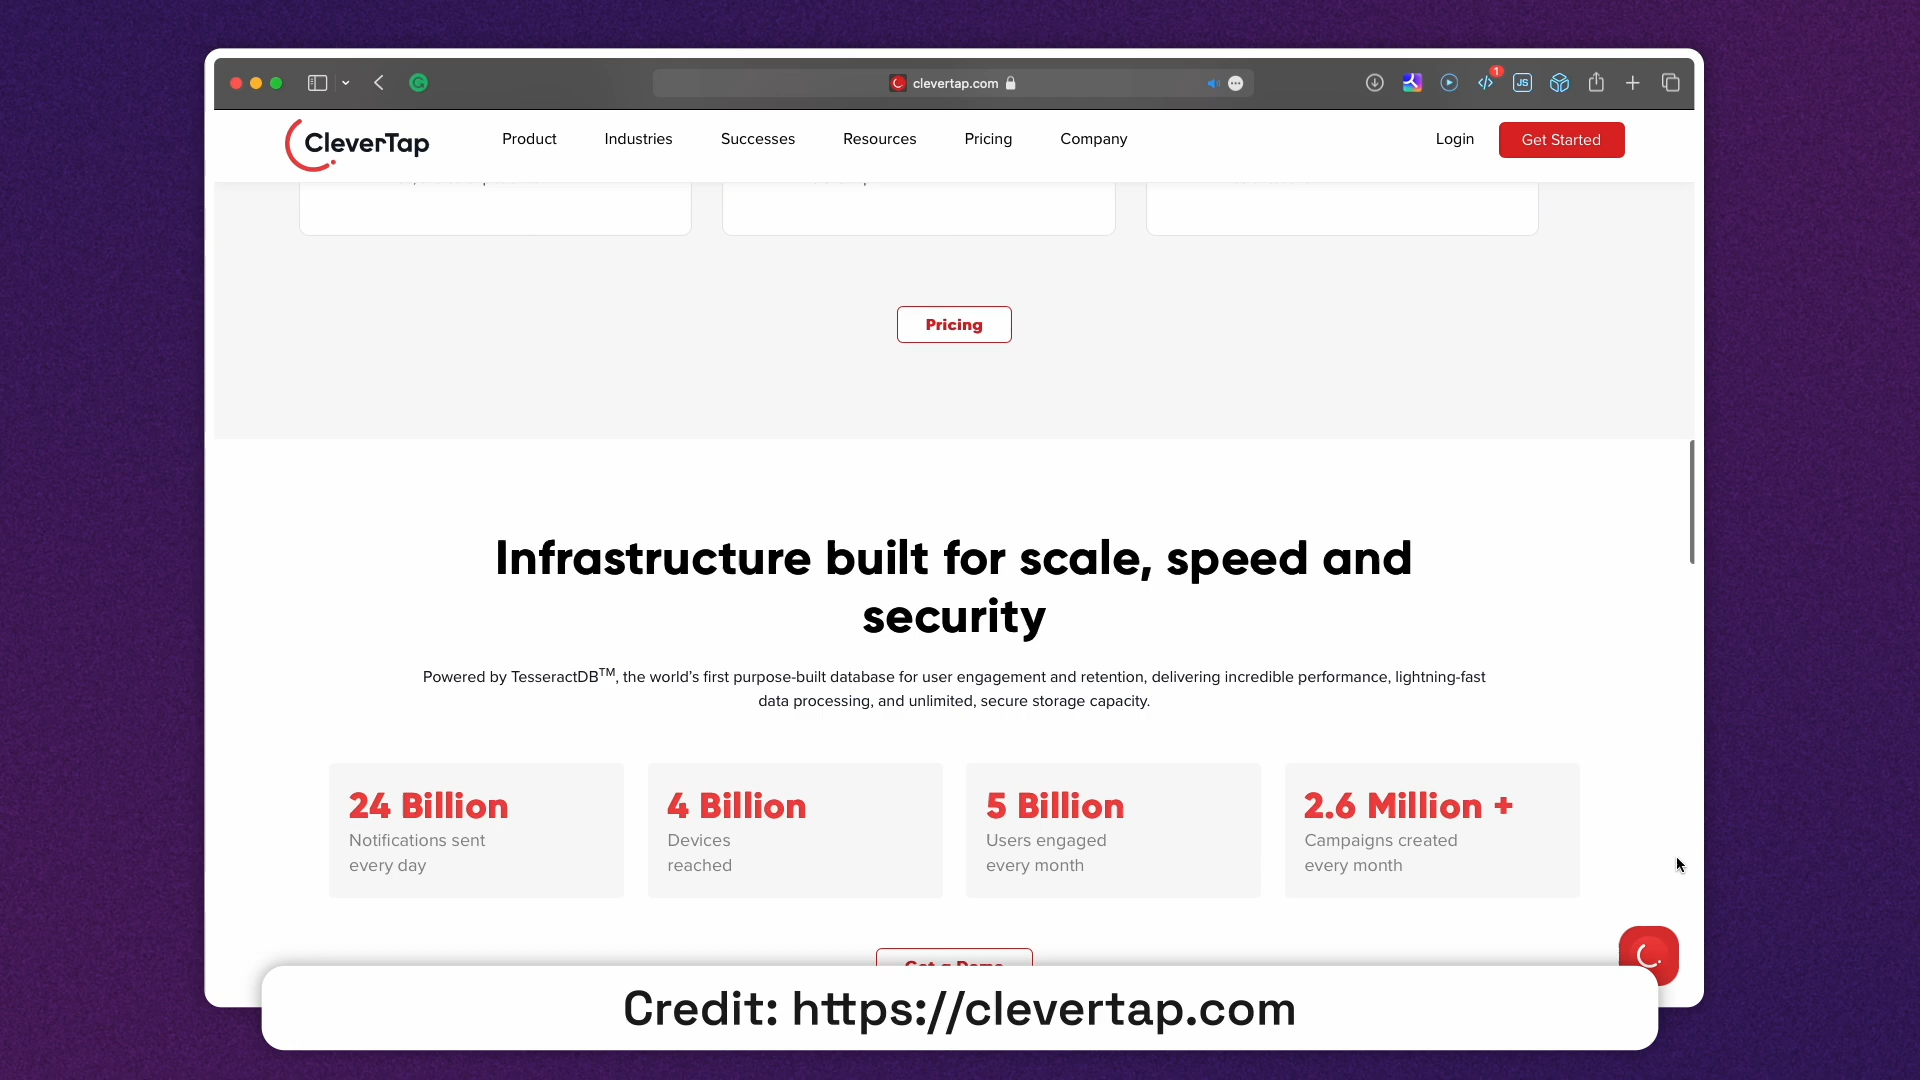 clevertap.com
1
JS
CleverTap
Product
Industries
Successes
Resources
Pricing
Company
Login
Get Started
Pricing
Infrastructure built for scale, speed and
security
Powered by TesseractDB™, the world's first purpose-built database for user engagement and retention, delivering incredible performance, lightning-fast
data processing, and unlimited, secure storage capacity.
24 Billion
Notifications sent
every day
4 Billion
Devices
reached
5 Billion
Users engaged
every month
2.6 Million +
Campaigns created
every month
Credit: https://clevertap.com